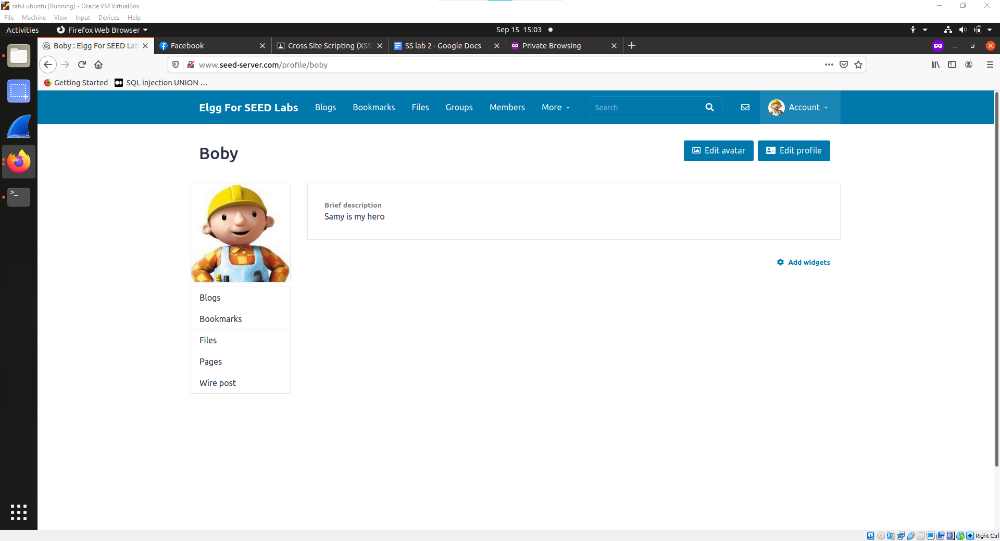 sabil ubuntu [Running] - Oracle VM VirtualBox
File Machine View Input Devices Help
Activities Firefox Web Browser Sep 15 15:03
Boby : Elgg For SEED Lab Facebook Cross Site Scripting (XSS) SS lab 2 - Google Docs Private Browsing
www.seed-server.com/profile/boby
Getting Started SQL injection UNION …
Elgg For SEED Labs Blogs Bookmarks Files Groups Members More Search Account
Boby Edit avatar Edit profile
Brief description
Samy is my hero
Add widgets
Blogs
Bookmarks
Files
Pages
Wire post
Right Ctrl